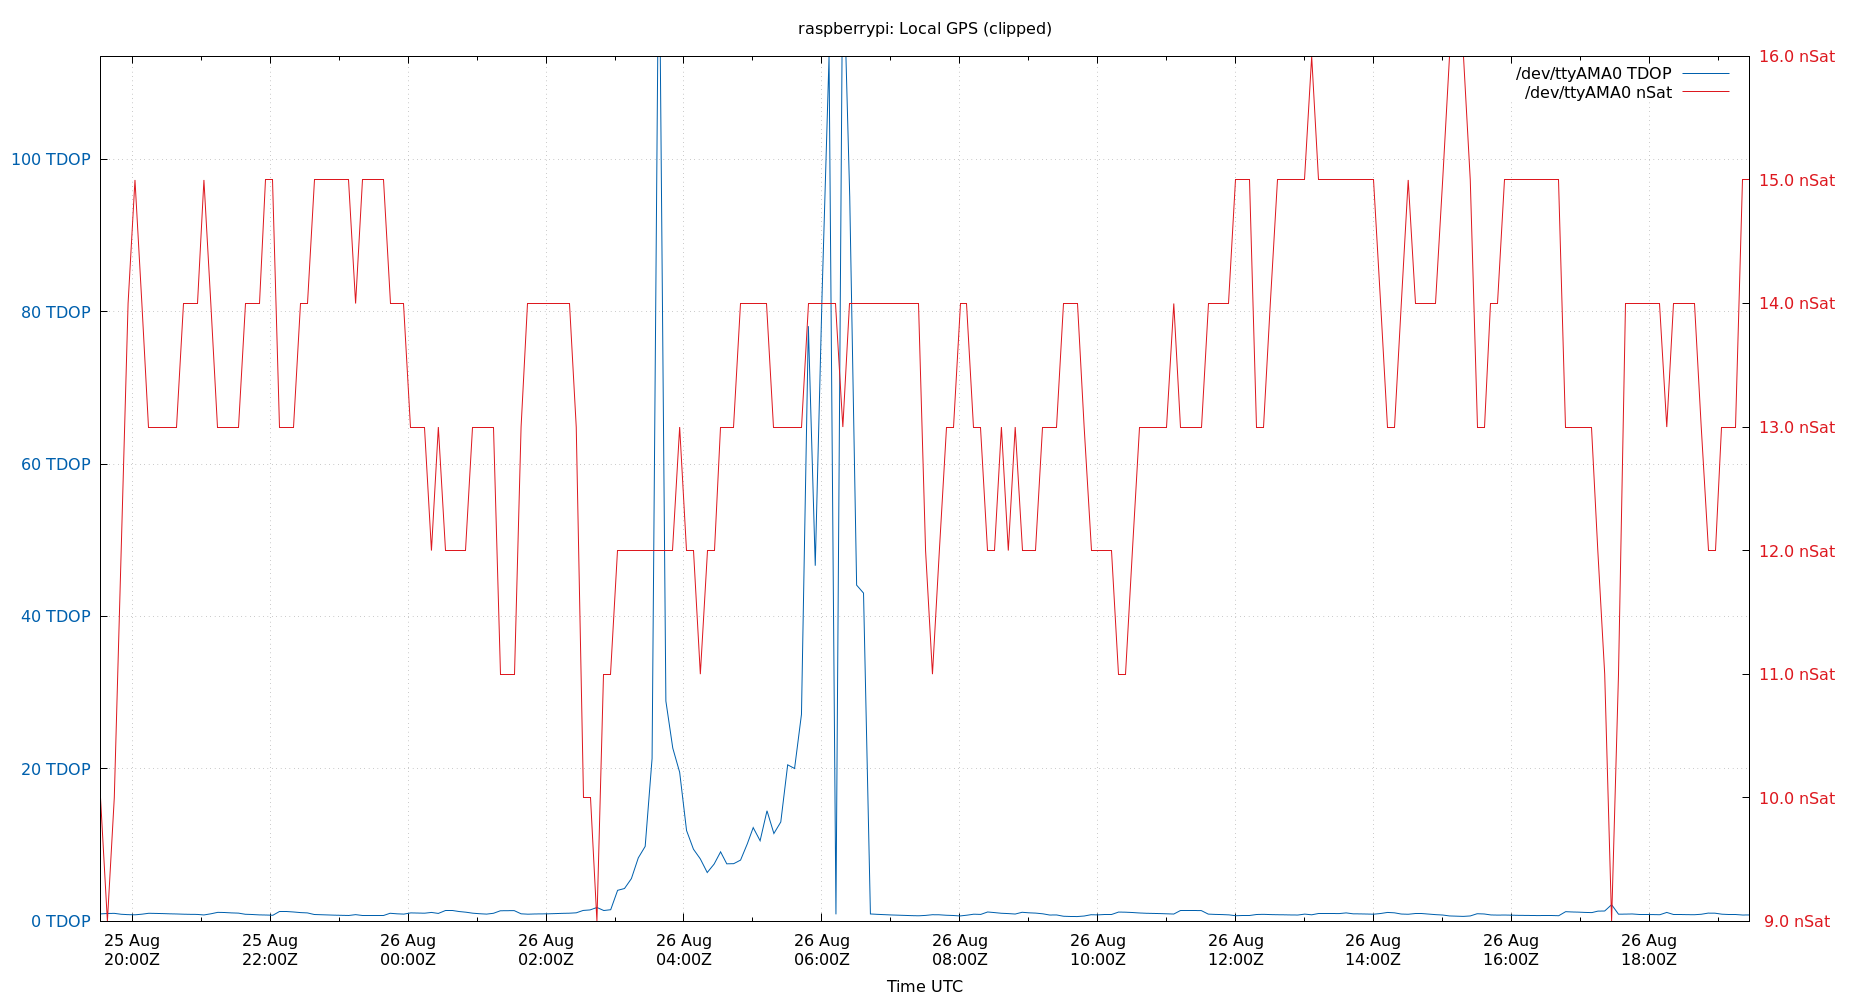 raspberrypi: Local GPS (clipped)
/dev/ttyAMA0 TDOP
/dev/ttyAMA0 nSat
100 TDOP
80 TDOP
60 TDOP
40 TDOP
20 TDOP
0 TDOP
16.0 nSat
15.0 nSat
14.0 nSat
13.0 nSat
12.0 nSat
11.0 nSat
10.0 nSat
9.0 nSat
25 Aug
20:00Z
25 Aug
22:00Z
26 Aug
00:00Z
26 Aug
02:00Z
26 Aug
04:00Z
26 Aug
06:00Z
26 Aug
08:00Z
26 Aug
10:00Z
26 Aug
12:00Z
26 Aug
14:00Z
26 Aug
16:00Z
26 Aug
18:00Z
Time UTC